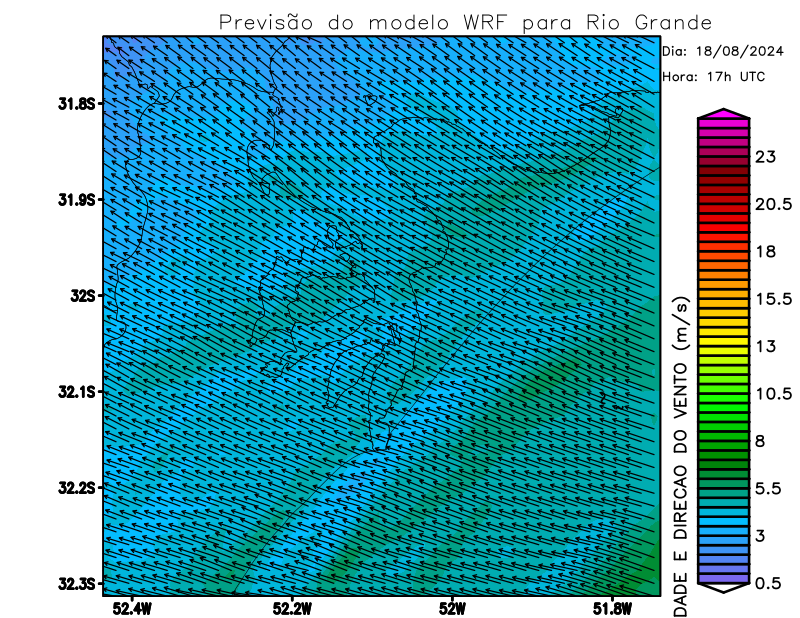 Previsão do modelo WRF para Rio Grande
Dia: 18/08/2024
Hora: 17h UTC
31.8S
31.9S
32S
32.1S
32.2S
32.3S
52.4W
52.2W
52W
51.8W
DADE E DIRECAO DO VENTO (m/s)
23
20.5
18
15.5
13
10.5
8
5.5
3
0.5